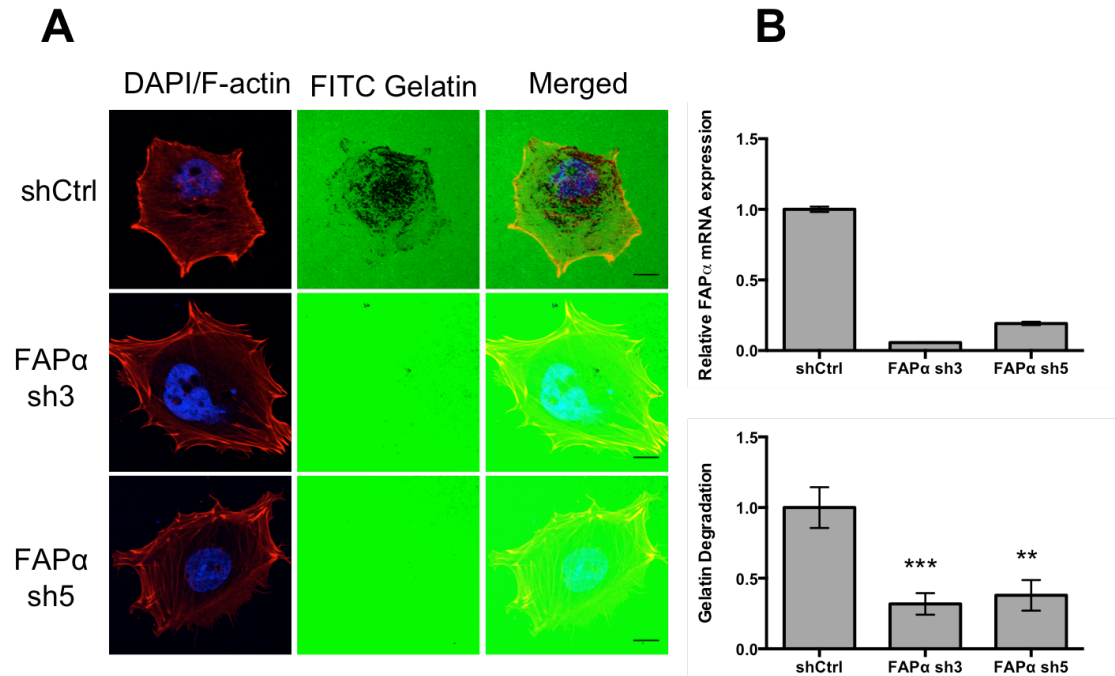 A
B
DAPI/F-actin FITC Gelatin Merged
shCtrl
FAPα
sh3
FAPα
sh5
Relative FAPα mRNA expression
1.5
1.0
0.5
0.0
shCtrl FAPα sh3 FAPα sh5
Gelatin Degradation
1.5
1.0
0.5
0.0
*** **
shCtrl FAPα sh3 FAPα sh5